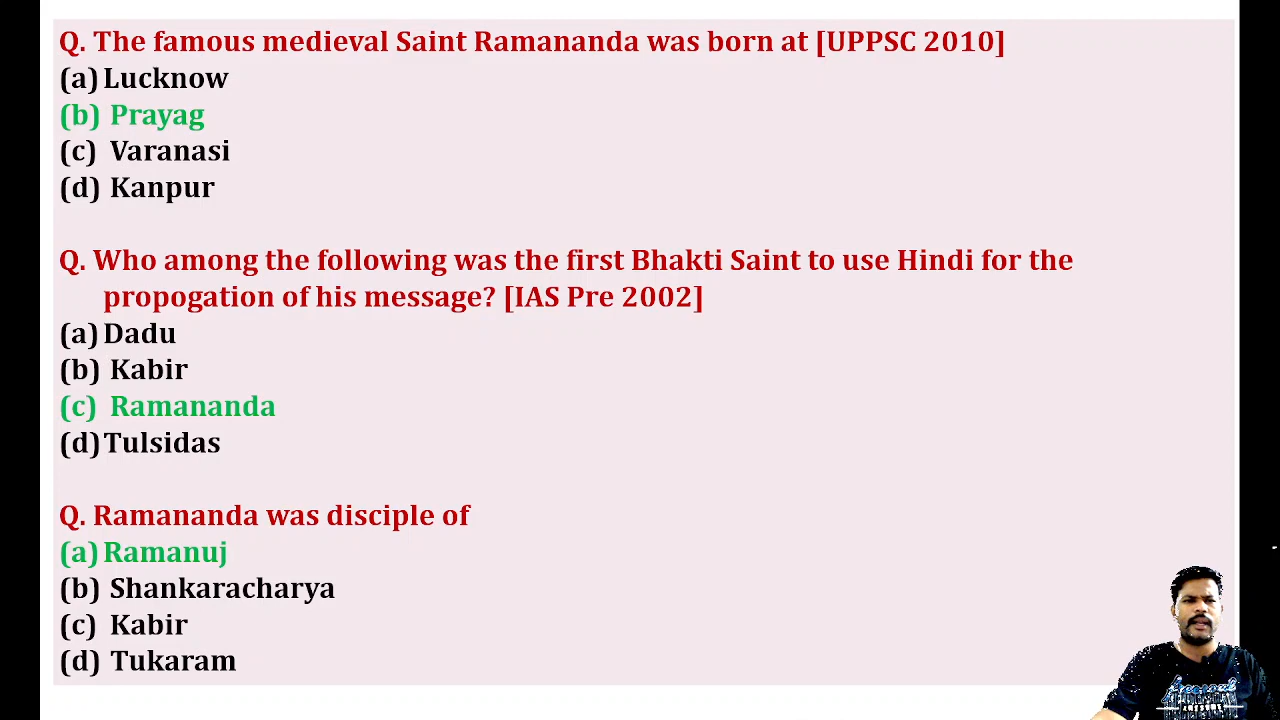 Q. The famous medieval Saint Ramananda was born at [UPPSC 2010]
(a) Lucknow
(b) Prayag
(c) Varanasi
(d) Kanpur
Q. Who among the following was the first Bhakti Saint to use Hindi for the
propogation of his message? [IAS Pre 2002]
(a) Dadu
(b) Kabir
(c) Ramananda
(d) Tulsidas
Q. Ramananda was disciple of
(a) Ramanuj
(b) Shankaracharya
(c) Kabir
(d) Tukaram